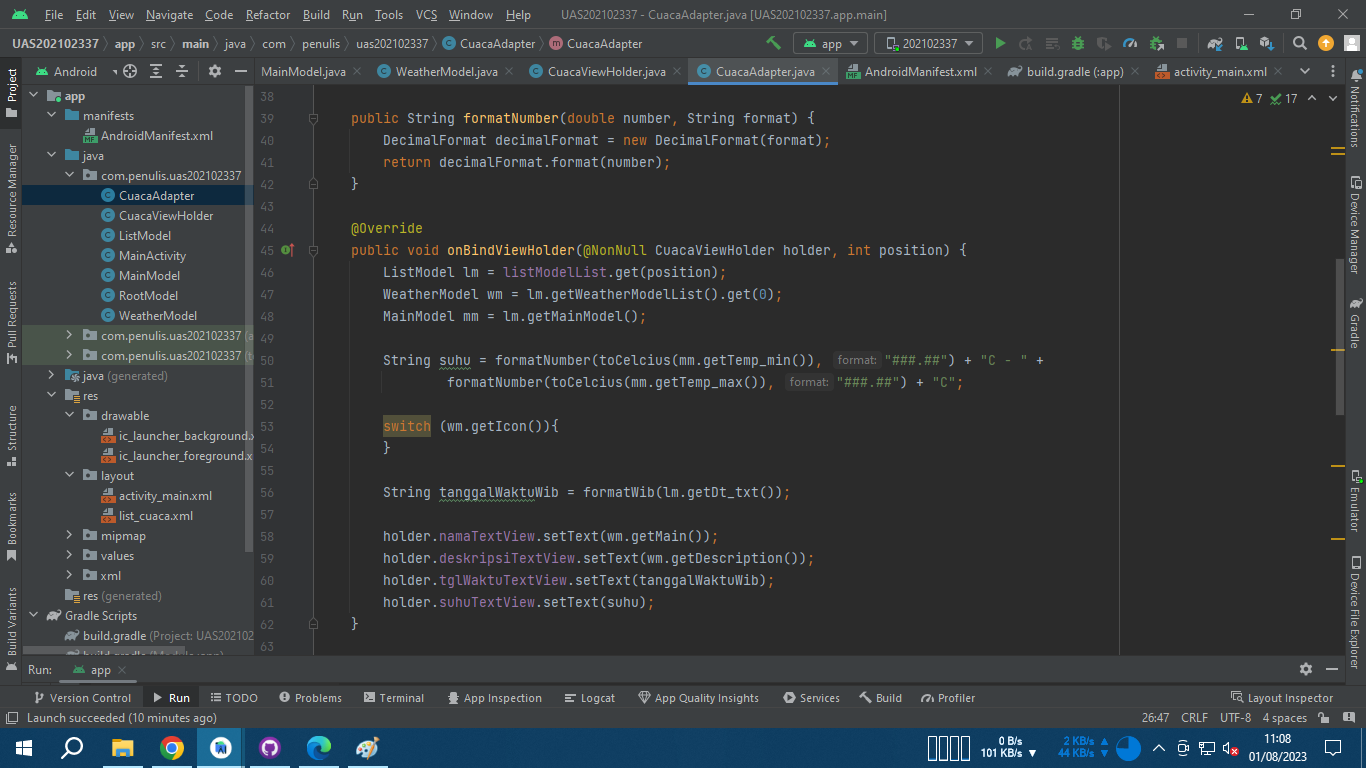 File Edit View Navigate Code Refactor Build Run Tools VCS Window Help UAS202102337 - CuacaAdapter.java [UAS202102337.app.main]
UAS202102337 app src main java com penulis uas202102337 CuacaAdapter CuacaAdapter app 202102337
Android MainModel.java WeatherModel.java CuacaViewHolder.java CuacaAdapter.java AndroidManifest.xml build.gradle (:app) activity_main.xml
Project
Resource Manager
Pull Requests
Structure
Bookmarks
Build Variants
app
manifests
AndroidManifest.xml
java
com.penulis.uas202102337
CuacaAdapter
CuacaViewHolder
ListModel
MainActivity
MainModel
RootModel
WeatherModel
com.penulis.uas202102337 (a
com.penulis.uas202102337 (t
java (generated)
res
drawable
ic_launcher_background.x
ic_launcher_foreground.x
layout
activity_main.xml
list_cuaca.xml
mipmap
values
xml
res (generated)
Gradle Scripts
build.gradle (Project: UAS202102
7 17
38
39 public String formatNumber(double number, String format) {
40 DecimalFormat decimalFormat = new DecimalFormat(format);
41 return decimalFormat.format(number);
42 }
43
44 @Override
45 public void onBindViewHolder(@NonNull CuacaViewHolder holder, int position) {
46 ListModel lm = listModelList.get(position);
47 WeatherModel wm = lm.getWeatherModelList().get(0);
48 MainModel mm = lm.getMainModel();
49
50 String suhu = formatNumber(toCelcius(mm.getTemp_min()), format: "###.##") + "C - " +
51 formatNumber(toCelcius(mm.getTemp_max()), format: "###.##") + "C";
52
53 switch (wm.getIcon()){
54 }
55
56 String tanggalWaktuWib = formatWib(lm.getDt_txt());
57
58 holder.namaTextView.setText(wm.getMain());
59 holder.deskripsiTextView.setText(wm.getDescription());
60 holder.tglWaktuTextView.setText(tanggalWaktuWib);
61 holder.suhuTextView.setText(suhu);
62 }
63
Notifications
Device Manager
Gradle
Emulator
Device File Explorer
Run: app
Version Control Run TODO Problems Terminal App Inspection Logcat App Quality Insights Services Build Profiler Layout Inspector
Launch succeeded (10 minutes ago) 26:47 CRLF UTF-8 4 spaces
0 B/s 2 KB/s 11:08
101 KB/s 44 KB/s 01/08/2023